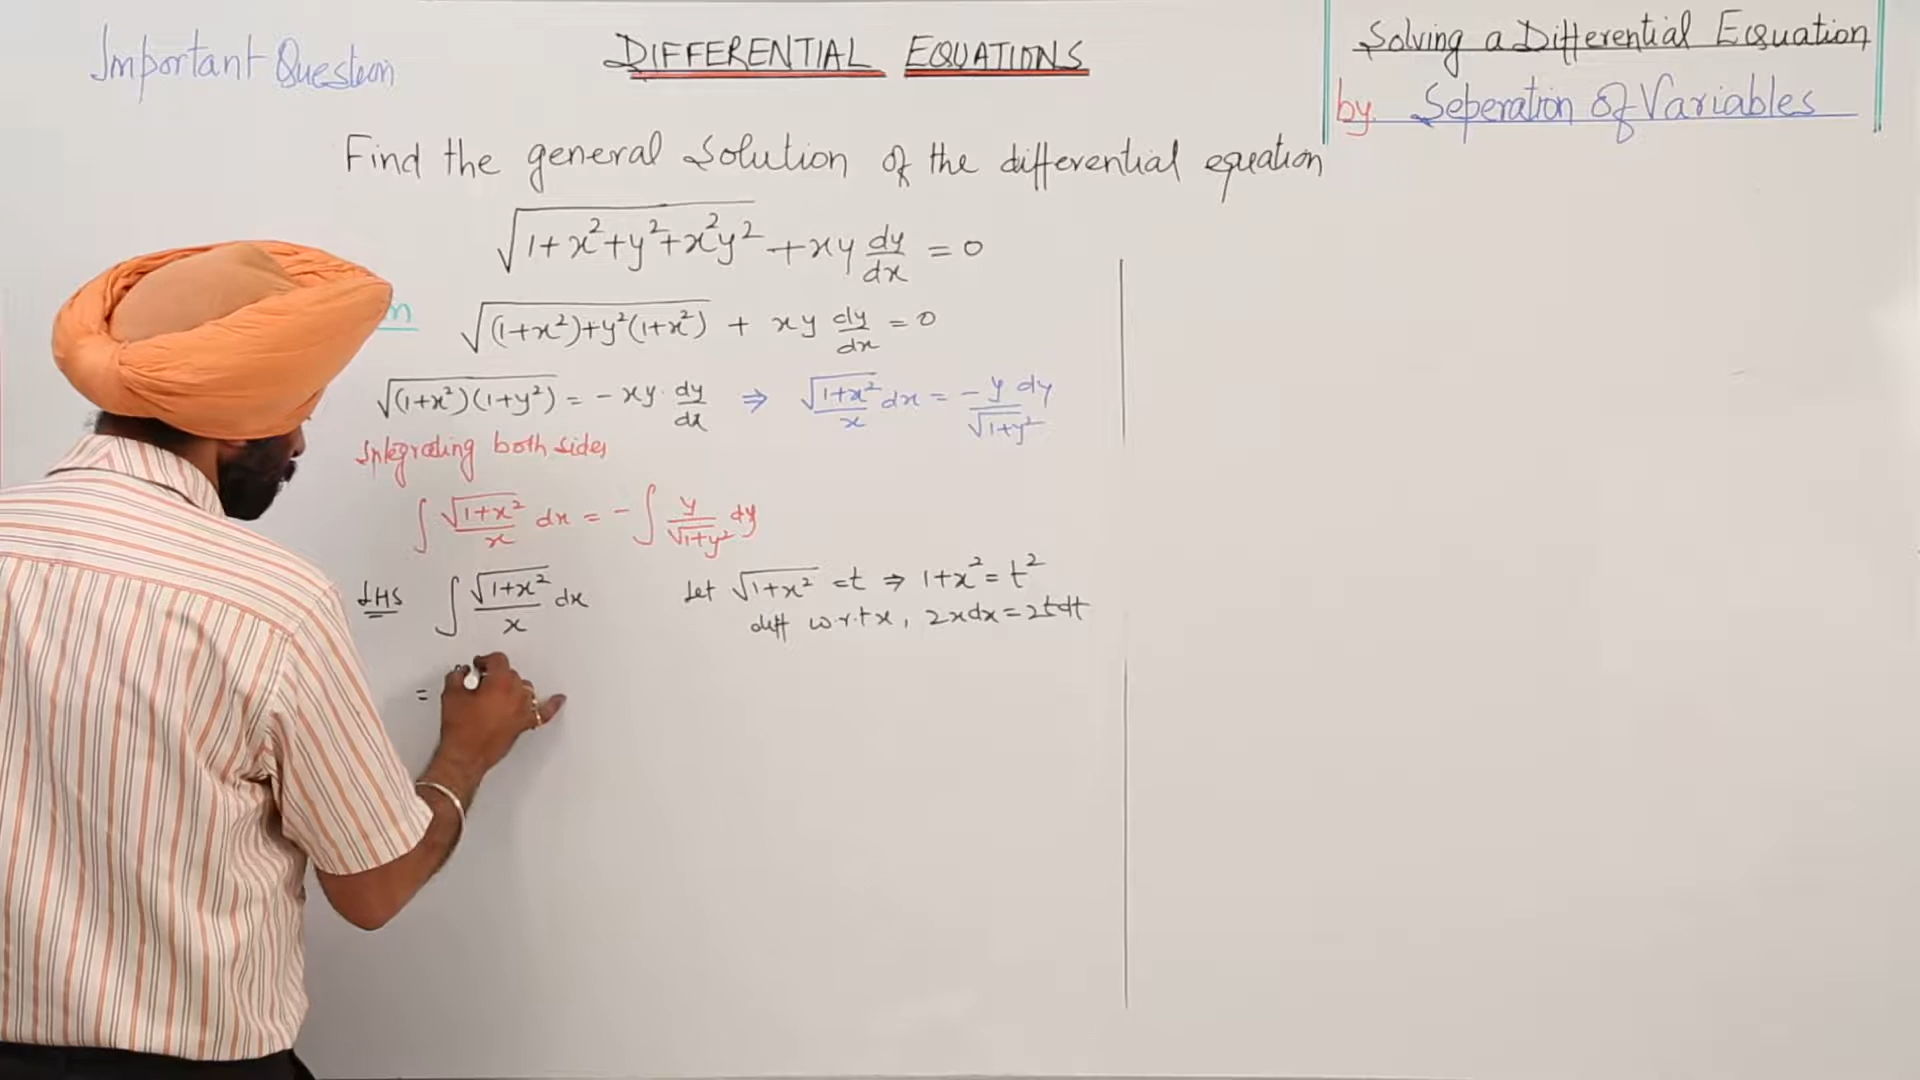 Important Question
DIFFERENTIAL EQUATIONS
Solving a Differential Equation
by Seperation of Variables
Find the general solution of the differential equation
√(1+x²+y²+x²y²) + xy dy/dx = 0
n
√((1+x²)+y²(1+x²)) + xy dy/dx = 0
√((1+x²)(1+y²)) = - xy. dy/dx ⇒ √(1+x²)/x dx = - y dy/√(1+y²)
Integrating both sides
∫ √(1+x²)/x dx = - ∫ y/√(1+y²) dy
LHS ∫ √(1+x²)/x dx Let √(1+x²) = t ⇒ 1+x² = t²
diff w.r.t x, 2xdx = 2tdt
=